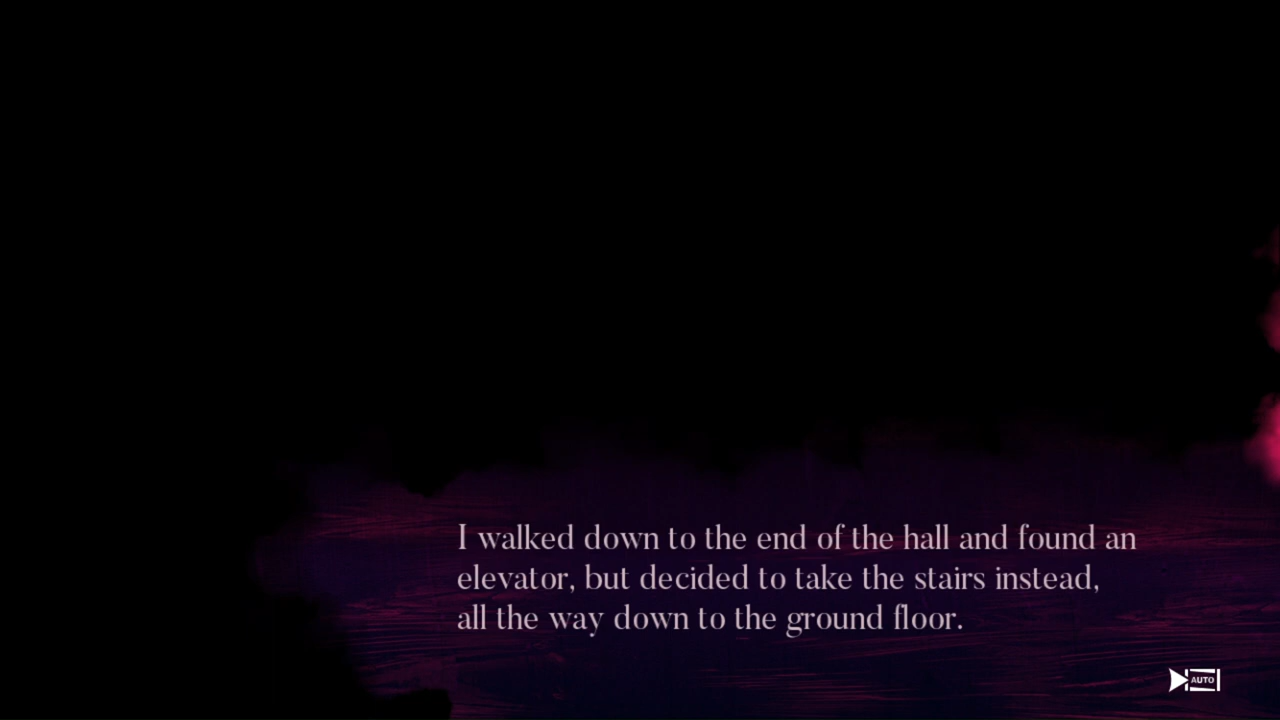 I walked down to the end of the hall and found an
elevator, but decided to take the stairs instead,
all the way down to the ground floor.
AUTO